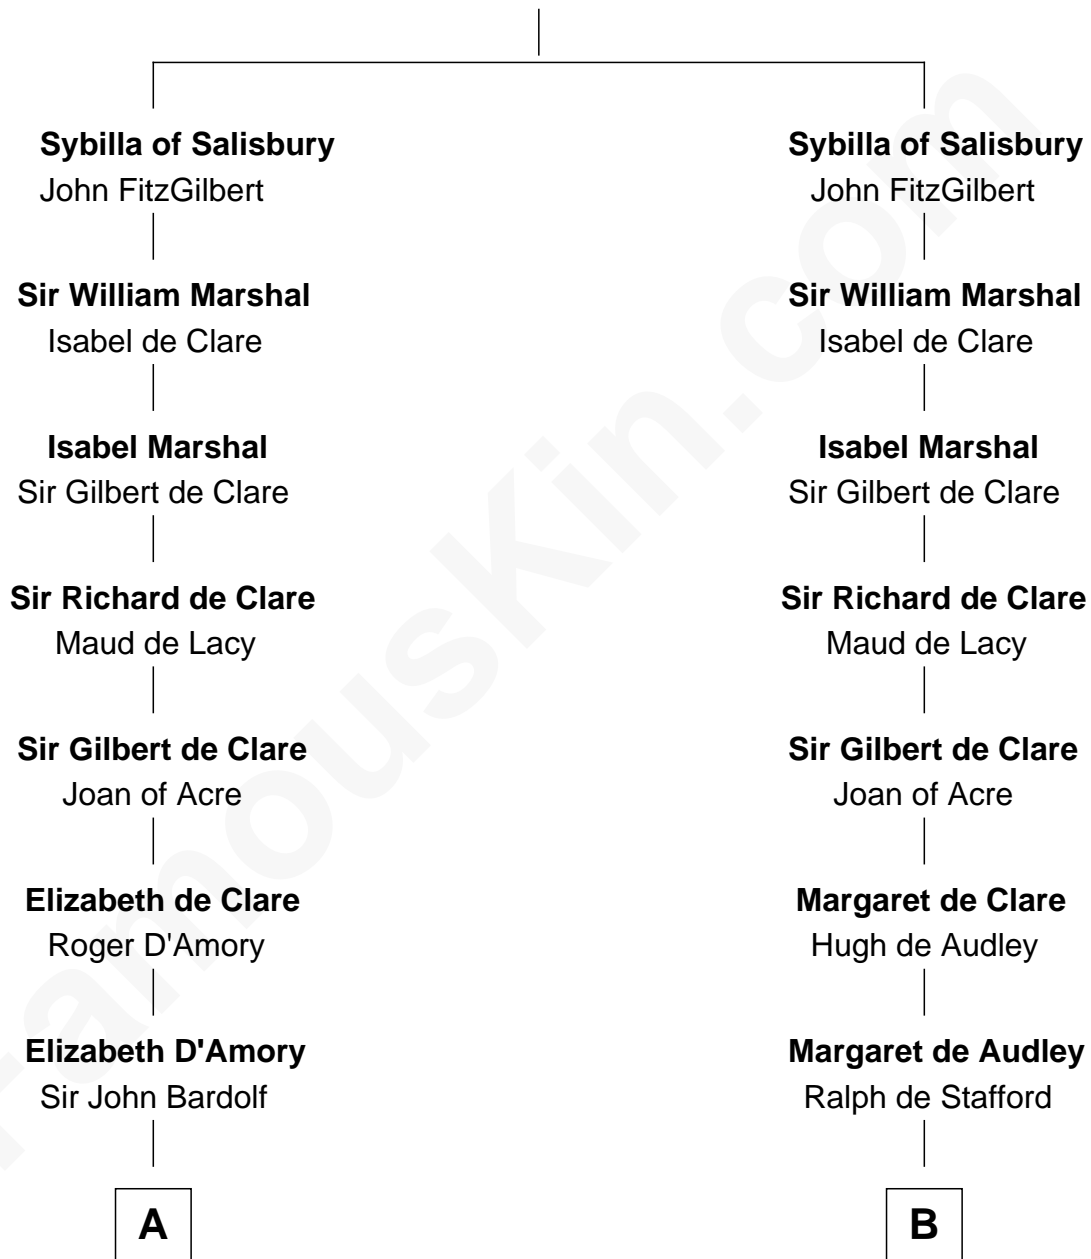 Sybilla of Salisbury
John FitzGilbert
Sir William Marshal
Isabel de Clare
Isabel Marshal
Sir Gilbert de Clare
Sir Richard de Clare
Maud de Lacy
Sir Gilbert de Clare
Joan of Acre
Elizabeth de Clare
Roger D'Amory
Elizabeth D'Amory
Sir John Bardolf
A
Sybilla of Salisbury
John FitzGilbert
Sir William Marshal
Isabel de Clare
Isabel Marshal
Sir Gilbert de Clare
Sir Richard de Clare
Maud de Lacy
Sir Gilbert de Clare
Joan of Acre
Margaret de Clare
Hugh de Audley
Margaret de Audley
Ralph de Stafford
B
FamousKin.com